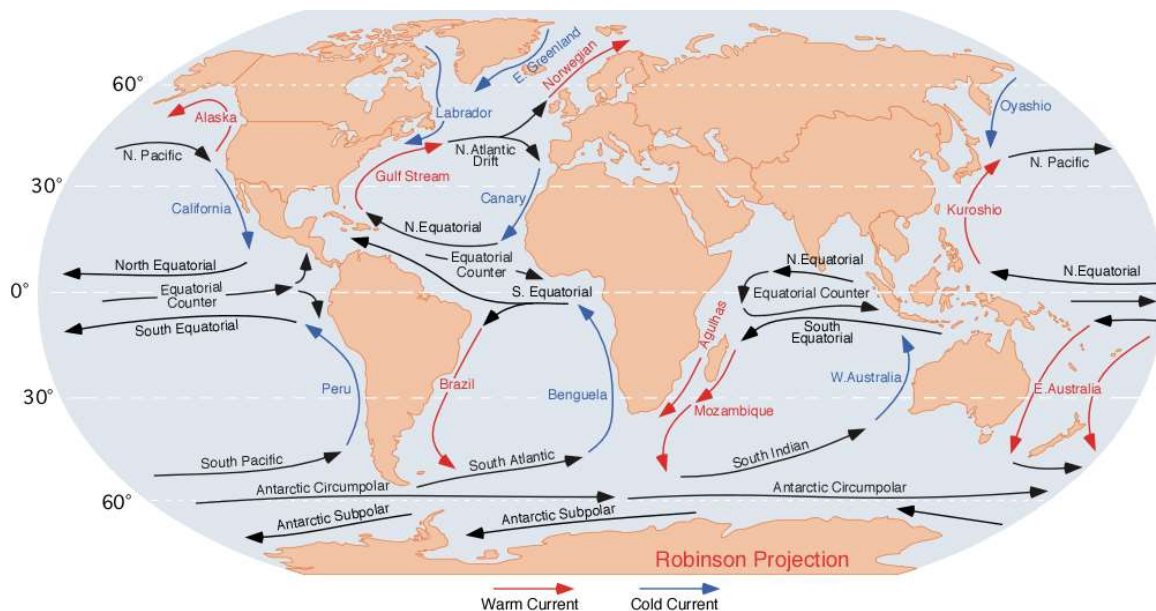 E. Greenland
Norwegian
60°
Labrador
Oyashio
Alaska
N. Pacific
N.Atlantic
Drift
N. Pacific
Gulf Stream
30°
California
Canary
Kuroshio
N.Equatorial
North Equatorial
Equatorial
Counter
N.Equatorial
N.Equatorial
Equatorial
Counter
0°
S. Equatorial
Equatorial Counter
South Equatorial
South
Equatorial
Agulhas
Peru
Brazil
Benguela
W.Australia
E.Australia
30°
Mozambique
South Pacific
South Atlantic
South Indian
Antarctic Circumpolar
Antarctic Circumpolar
60°
Antarctic Subpolar
Antarctic Subpolar
Robinson Projection
Warm Current
Cold Current